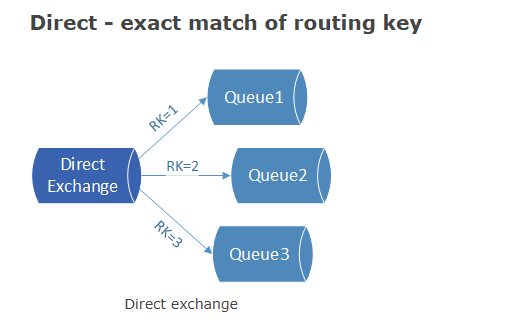 Direct - exact match of routing key
Queue1
RK=1
Direct
Exchange
RK=2
Queue2
RK=3
Queue3
Direct exchange